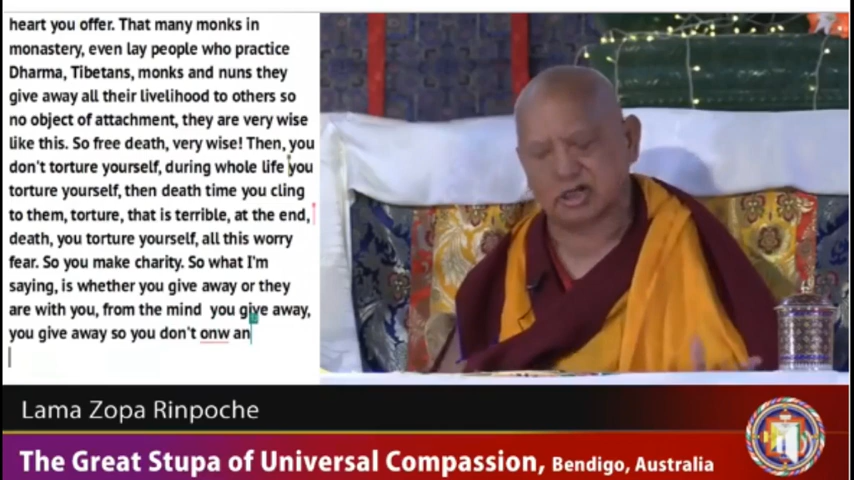 heart you offer. That many monks in
monastery, even lay people who practice
Dharma, Tibetans, monks and nuns they
give away all their livelihood to others so
no object of attachment, they are very wise
like this. So free death, very wise! Then, you
don't torture yourself, during whole life you
torture yourself, then death time you cling
to them, torture, that is terrible, at the end,
death, you torture yourself, all this worry
fear. So you make charity. So what I'm
saying, is whether you give away or they
are with you, from the mind you give away,
you give away so you don't onw an
Lama Zopa Rinpoche
The Great Stupa of Universal Compassion, Bendigo, Australia